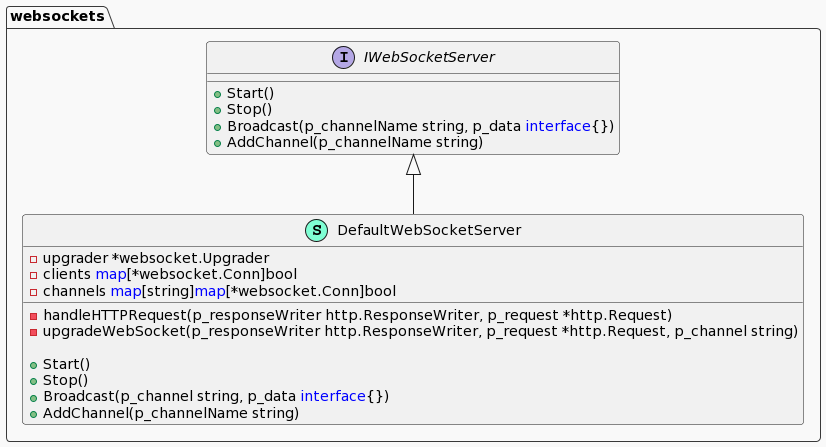 websockets
I IWebSocketServer
Start()
Stop()
Broadcast(p_channelName string, p_data interface{})
AddChannel(p_channelName string)
S DefaultWebSocketServer
upgrader *websocket.Upgrader
clients map[*websocket.Conn]bool
channels map[string]map[*websocket.Conn]bool
handleHTTPRequest(p_responseWriter http.ResponseWriter, p_request *http.Request)
upgradeWebSocket(p_responseWriter http.ResponseWriter, p_request *http.Request, p_channel string)
Start()
Stop()
Broadcast(p_channel string, p_data interface{})
AddChannel(p_channelName string)